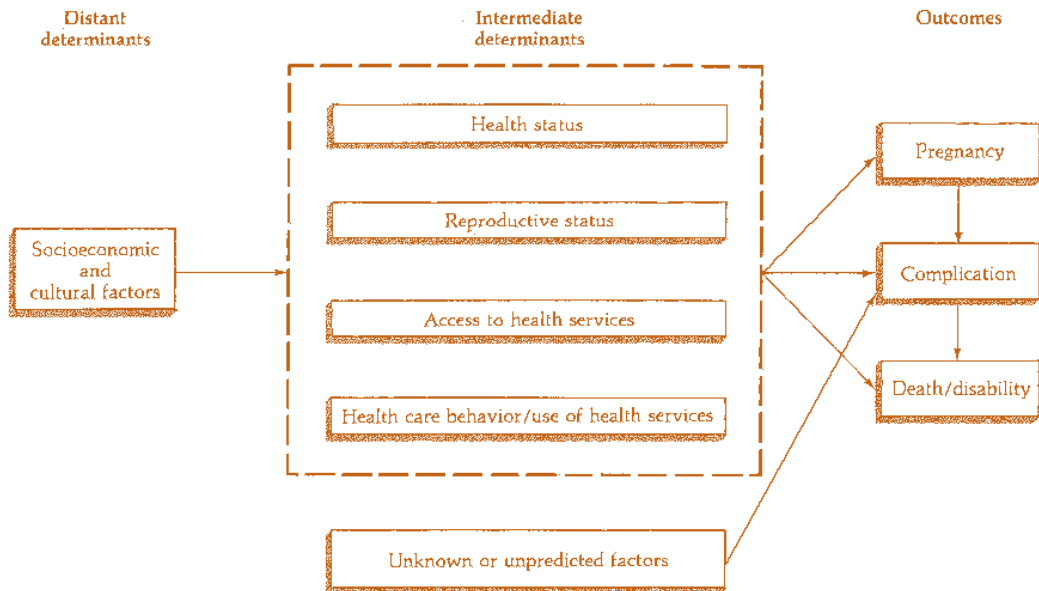 Distant
determinants
Intermediate
determinants
Outcomes
Health status
Reproductive status
Access to health services
Health care behavior/use of health services
Unknown or unpredicted factors
Socioeconomic
and
cultural factors
Pregnancy
Complication
Death/disability